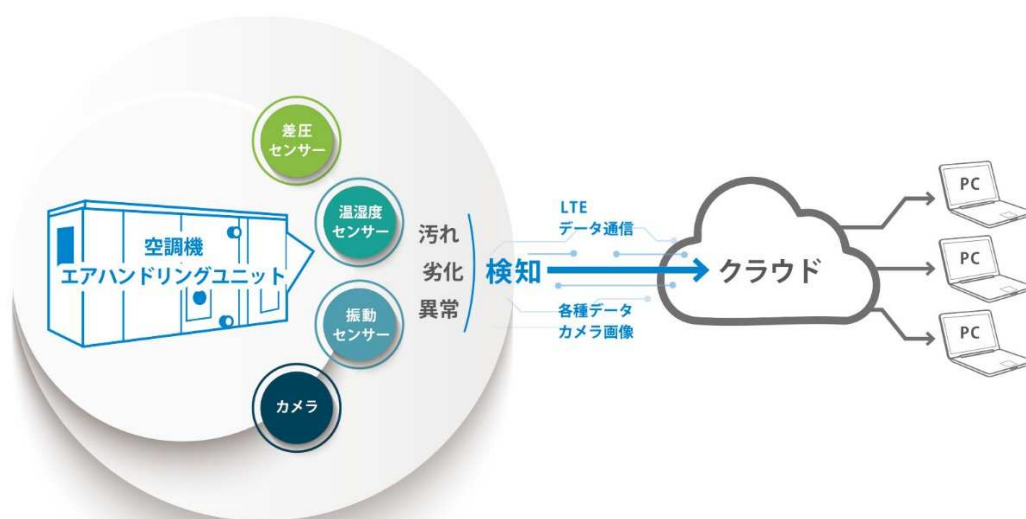 差圧
センサー
温湿度
センサー
空調機
エアハンドリングユニット
振動
センサー
カメラ
汚れ
劣化
異常
検知
LTE
データ通信
各種データ
カメラ画像
クラウド
PC
PC
PC